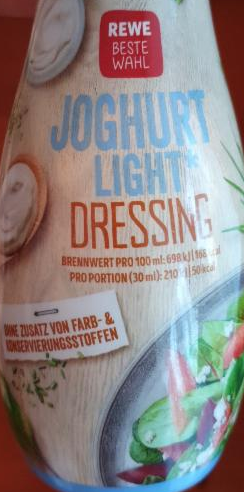 REWE
BESTE
WAHL
JOGHURT
LIGHT*
DRESSING
BRENNWERT PRO 100 ml: 698 kJ | 166 kcal
PRO PORTION (30 ml): 210 kJ | 50 kcal
OHNE ZUSATZ VON FARB- &
KONSERVIERUNGSSTOFFEN